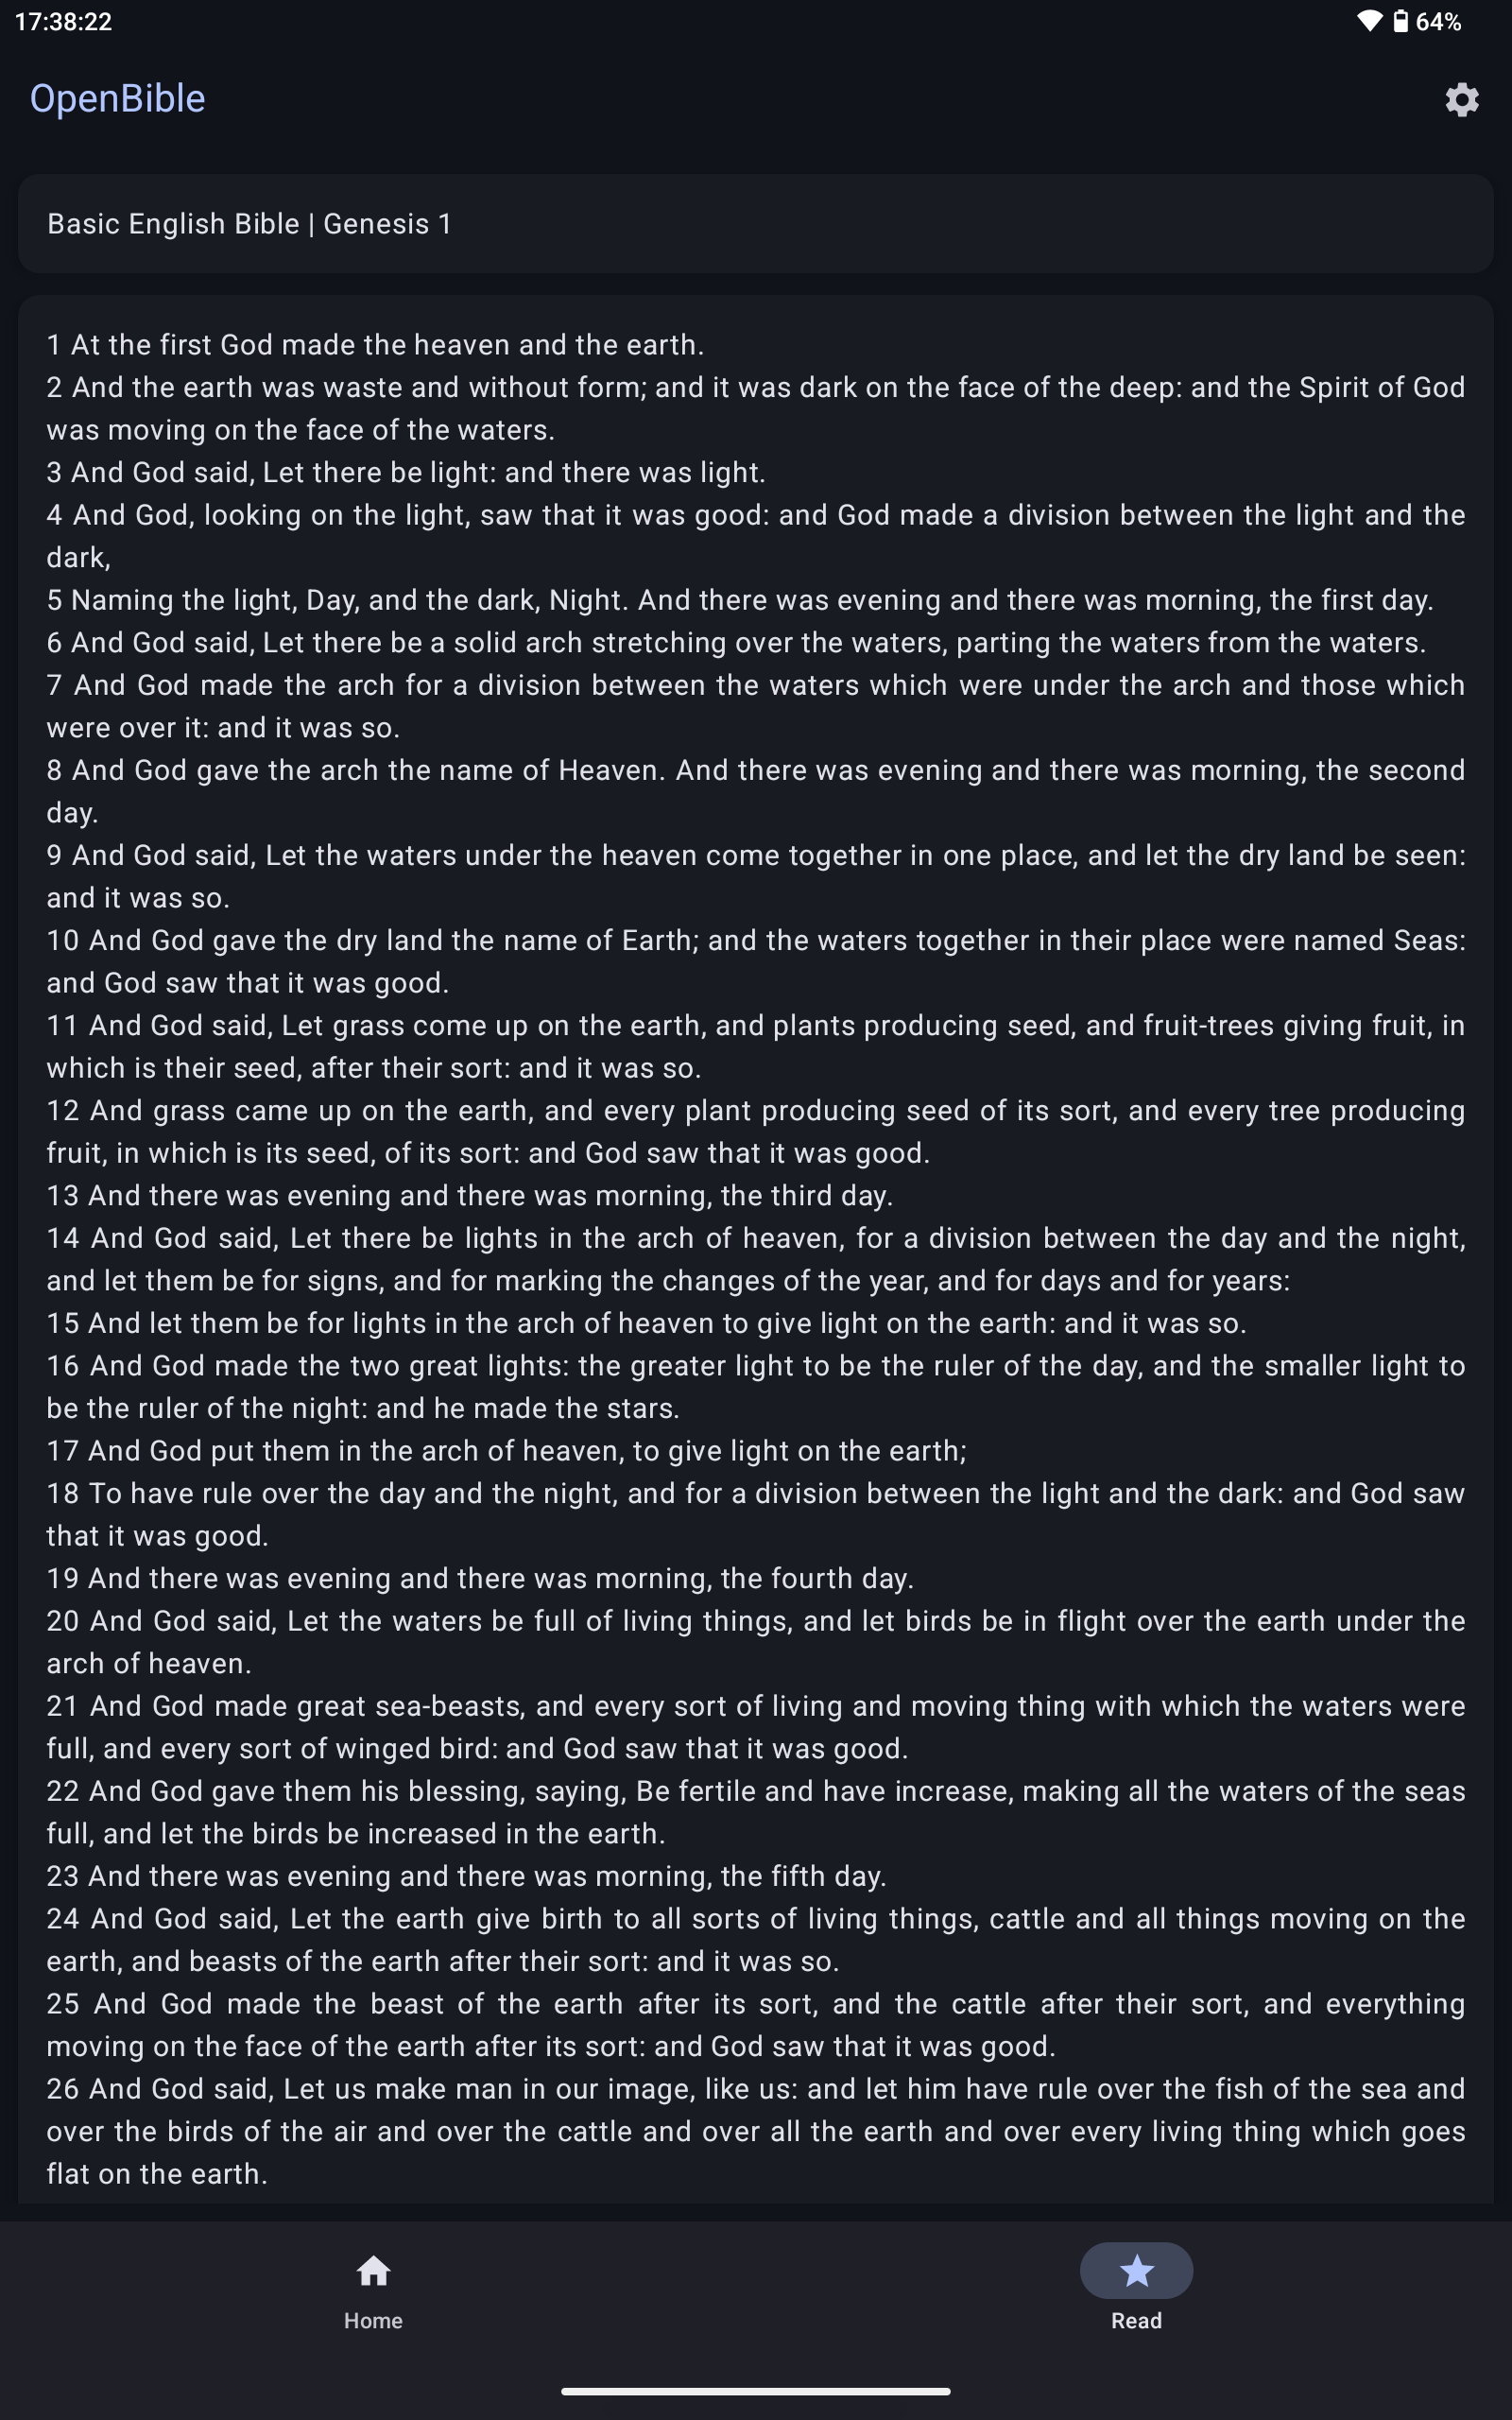 17:38:22
64%
OpenBible
Basic English Bible | Genesis 1
1 At the first God made the heaven and the earth.
2 And the earth was waste and without form; and it was dark on the face of the deep: and the Spirit of God
was moving on the face of the waters.
3 And God said, Let there be light: and there was light.
4 And God, looking on the light, saw that it was good: and God made a division between the light and the
dark,
5 Naming the light, Day, and the dark, Night. And there was evening and there was morning, the first day.
6 And God said, Let there be a solid arch stretching over the waters, parting the waters from the waters.
7 And God made the arch for a division between the waters which were under the arch and those which
were over it: and it was so.
8 And God gave the arch the name of Heaven. And there was evening and there was morning, the second
day.
9 And God said, Let the waters under the heaven come together in one place, and let the dry land be seen:
and it was so.
10 And God gave the dry land the name of Earth; and the waters together in their place were named Seas:
and God saw that it was good.
11 And God said, Let grass come up on the earth, and plants producing seed, and fruit-trees giving fruit, in
which is their seed, after their sort: and it was so.
12 And grass came up on the earth, and every plant producing seed of its sort, and every tree producing
fruit, in which is its seed, of its sort: and God saw that it was good.
13 And there was evening and there was morning, the third day.
14 And God said, Let there be lights in the arch of heaven, for a division between the day and the night,
and let them be for signs, and for marking the changes of the year, and for days and for years:
15 And let them be for lights in the arch of heaven to give light on the earth: and it was so.
16 And God made the two great lights: the greater light to be the ruler of the day, and the smaller light to
be the ruler of the night: and he made the stars.
17 And God put them in the arch of heaven, to give light on the earth;
18 To have rule over the day and the night, and for a division between the light and the dark: and God saw
that it was good.
19 And there was evening and there was morning, the fourth day.
20 And God said, Let the waters be full of living things, and let birds be in flight over the earth under the
arch of heaven.
21 And God made great sea-beasts, and every sort of living and moving thing with which the waters were
full, and every sort of winged bird: and God saw that it was good.
22 And God gave them his blessing, saying, Be fertile and have increase, making all the waters of the seas
full, and let the birds be increased in the earth.
23 And there was evening and there was morning, the fifth day.
24 And God said, Let the earth give birth to all sorts of living things, cattle and all things moving on the
earth, and beasts of the earth after their sort: and it was so.
25 And God made the beast of the earth after its sort, and the cattle after their sort, and everything
moving on the face of the earth after its sort: and God saw that it was good.
26 And God said, Let us make man in our image, like us: and let him have rule over the fish of the sea and
over the birds of the air and over the cattle and over all the earth and over every living thing which goes
flat on the earth.
Home
Read